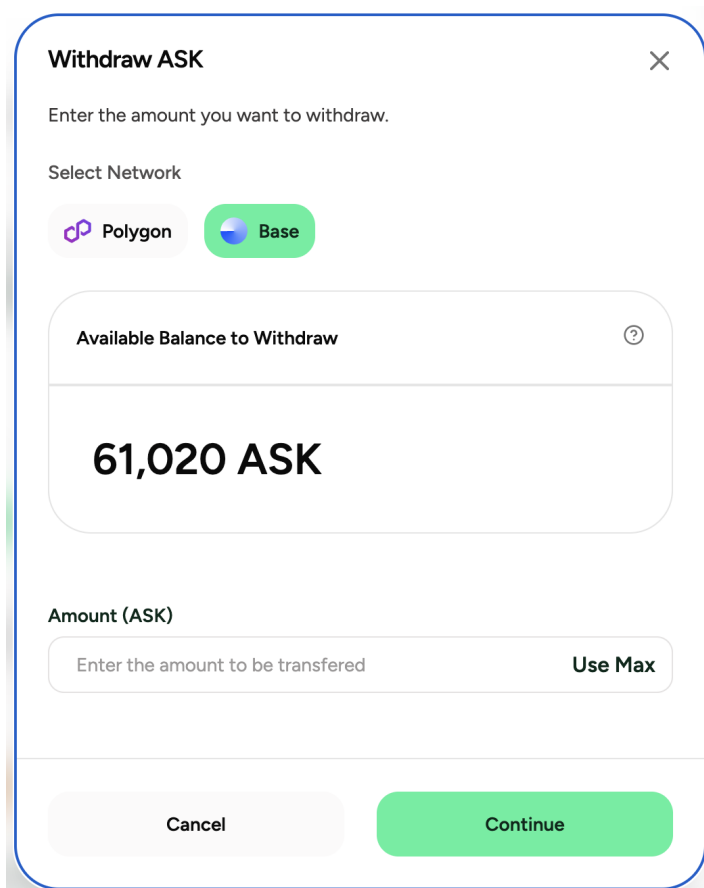 Withdraw ASK
Enter the amount you want to withdraw.
Select Network
Polygon
Base
Available Balance to Withdraw
?
61,020 ASK
Amount (ASK)
Enter the amount to be transfered
Use Max
Cancel
Continue